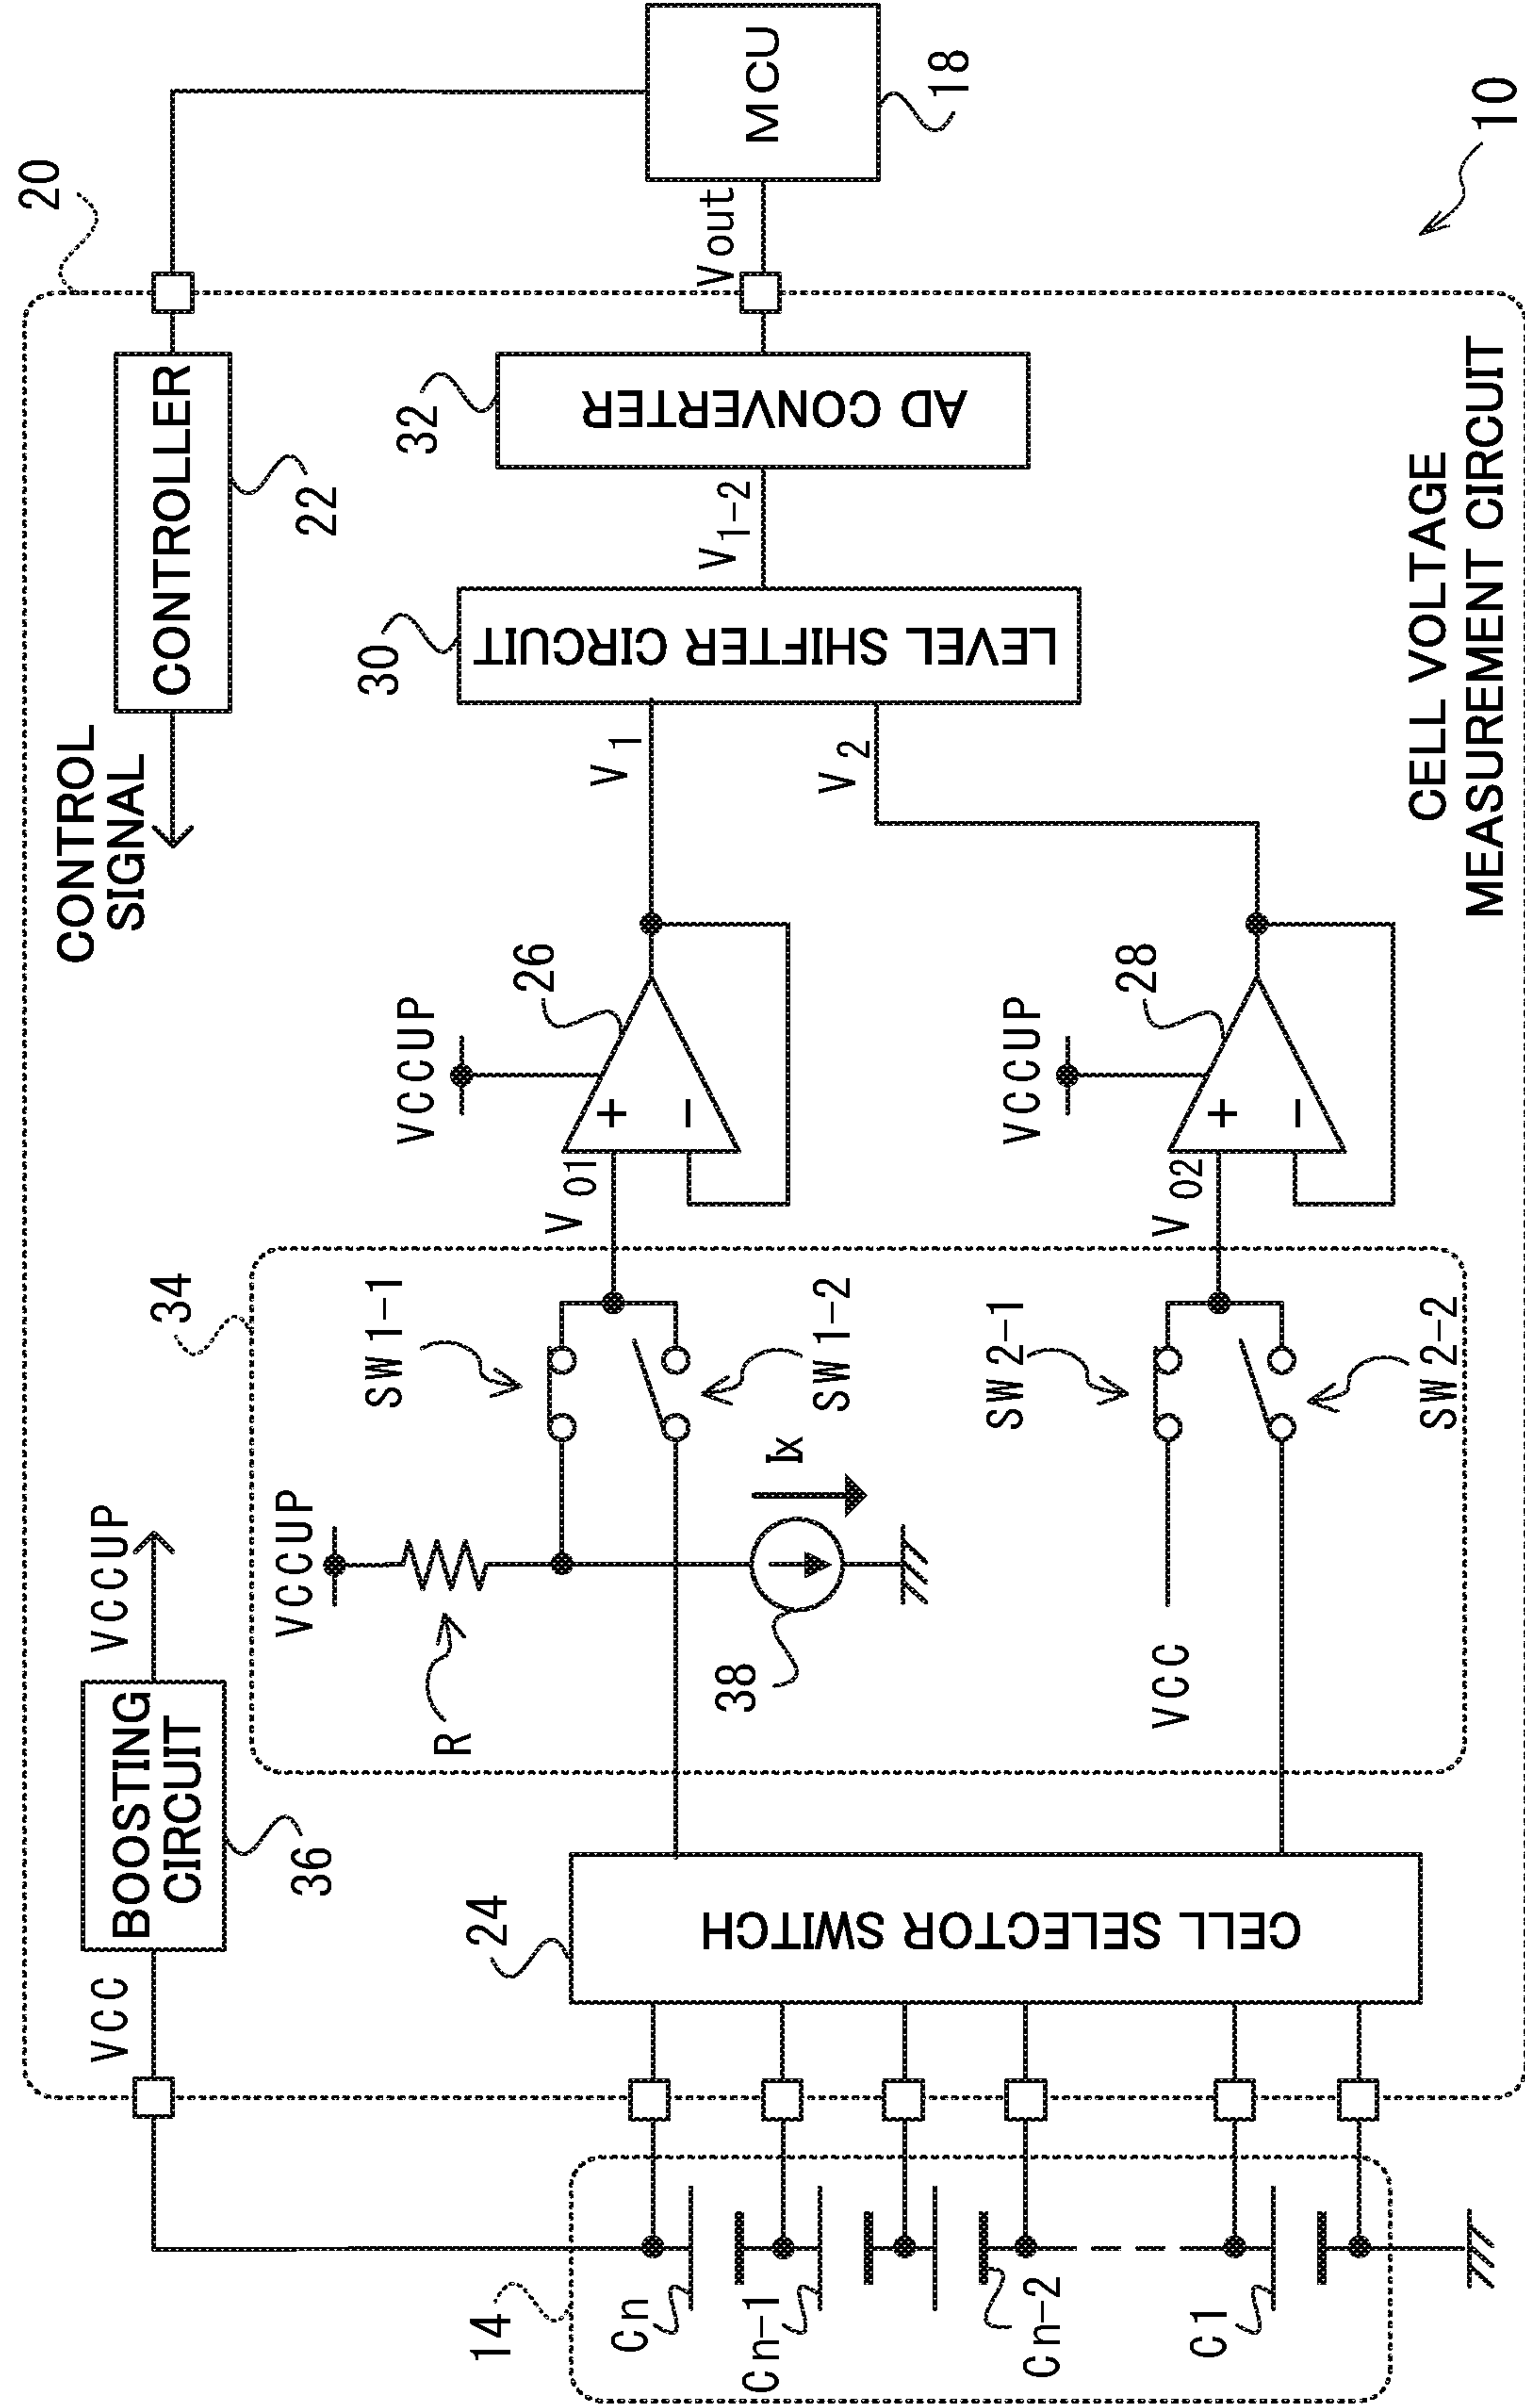 20
VCC
BOOSTING
CIRCUIT
36
VCCUP
CONTROL
SIGNAL
CONTROLLER
22
34
14
Cn
Cn-1
Cn-2
C1
24
CELL SELECTOR SWITCH
VCCUP
R
38
Ix
SW1-1
SW1-2
VCC
SW2-1
SW2-2
VO1
VCCUP
26
+
−
VO2
VCCUP
28
+
−
V1
V2
30
LEVEL SHIFTER CIRCUIT
V1-2
32
AD CONVERTER
Vout
MCU
18
CELL VOLTAGE
MEASUREMENT CIRCUIT
10